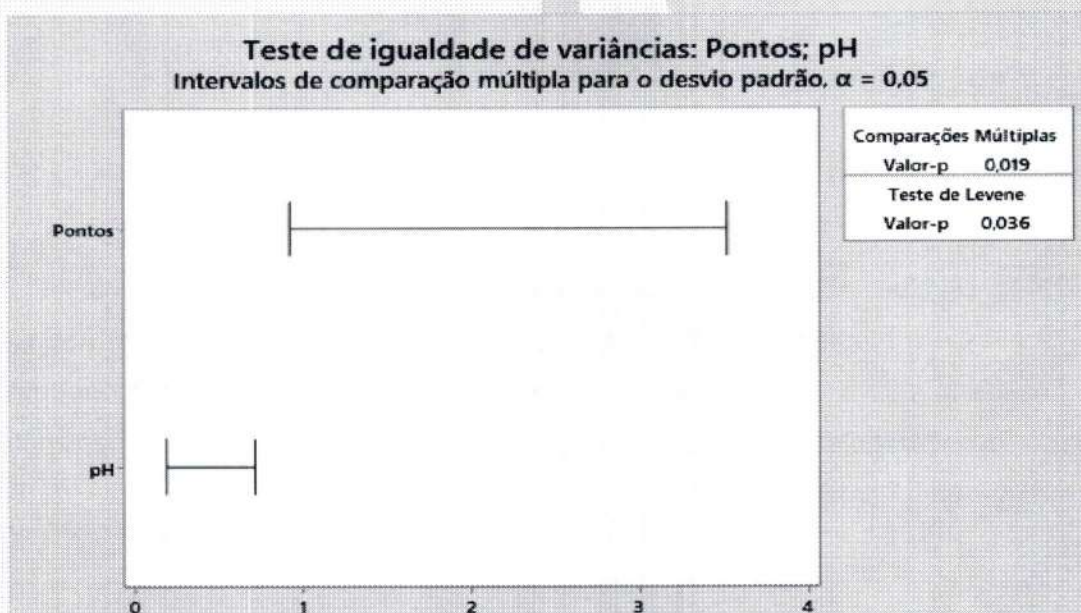 Teste de igualdade de variâncias: Pontos; pH
Intervalos de comparação múltipla para o desvio padrão. α = 0,05
Comparações Múltiplas
Valor-p 0,019
Teste de Levene
Valor-p 0,036
Pontos
pH
0 1 2 3 4